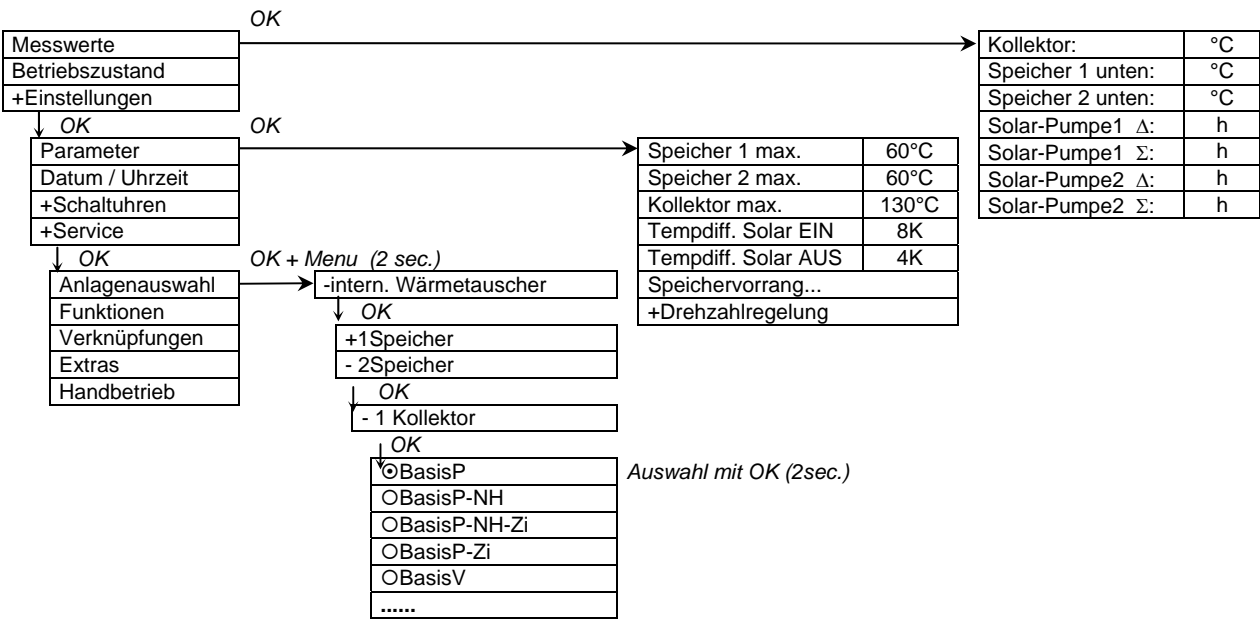 OK
Messwerte
Betriebszustand
+Einstellungen
Kollektor: °C
Speicher 1 unten: °C
Speicher 2 unten: °C
Solar-Pumpe1 Δ: h
Solar-Pumpe1 Σ: h
Solar-Pumpe2 Δ: h
Solar-Pumpe2 Σ: h
OK
OK
Parameter
Datum / Uhrzeit
+Schaltuhren
+Service
Speicher 1 max. 60°C
Speicher 2 max. 60°C
Kollektor max. 130°C
Tempdiff. Solar EIN 8K
Tempdiff. Solar AUS 4K
Speichervorrang...
+Drehzahlregelung
OK
OK + Menu (2 sec.)
Anlagenauswahl
Funktionen
Verknüpfungen
Extras
Handbetrieb
-intern. Wärmetauscher
OK
+1Speicher
- 2Speicher
OK
- 1 Kollektor
OK
⊙BasisP
Auswahl mit OK (2sec.)
○BasisP-NH
○BasisP-NH-Zi
○BasisP-Zi
○BasisV
......